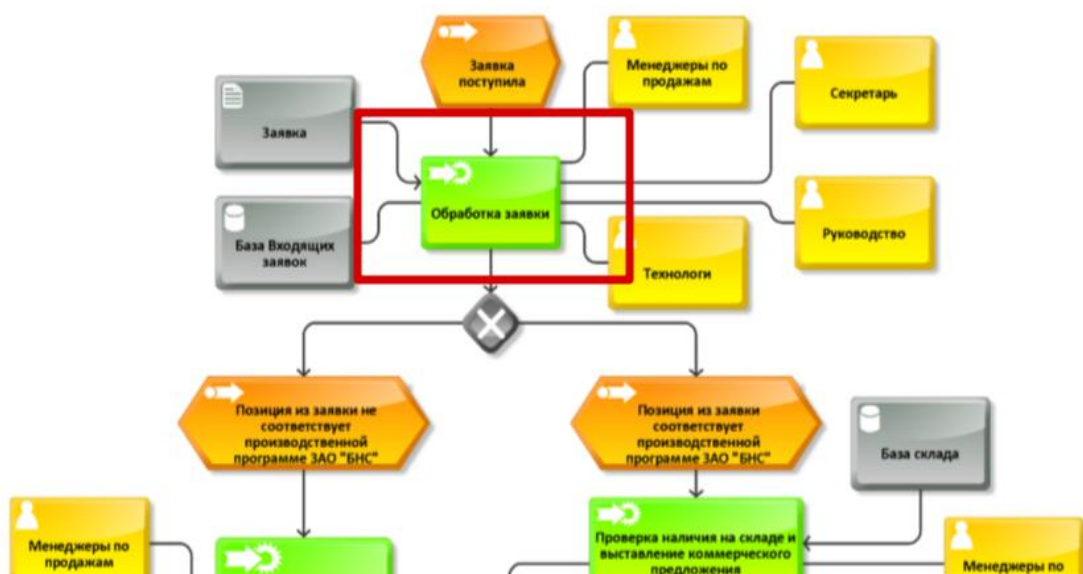 Заявка
поступила
Менеджеры по
продажам
Секретарь
Заявка
Обработка заявки
База Входящих
заявок
Руководство
Технологи
Позиция из заявки не
соответствует
производственной
программе ЗАО "БНС"
Позиция из заявки
соответствует
производственной
программе ЗАО "БНС"
База склада
Менеджеры по
продажам
Проверка наличия на складе и
выставление коммерческого
предложения
Менеджеры по